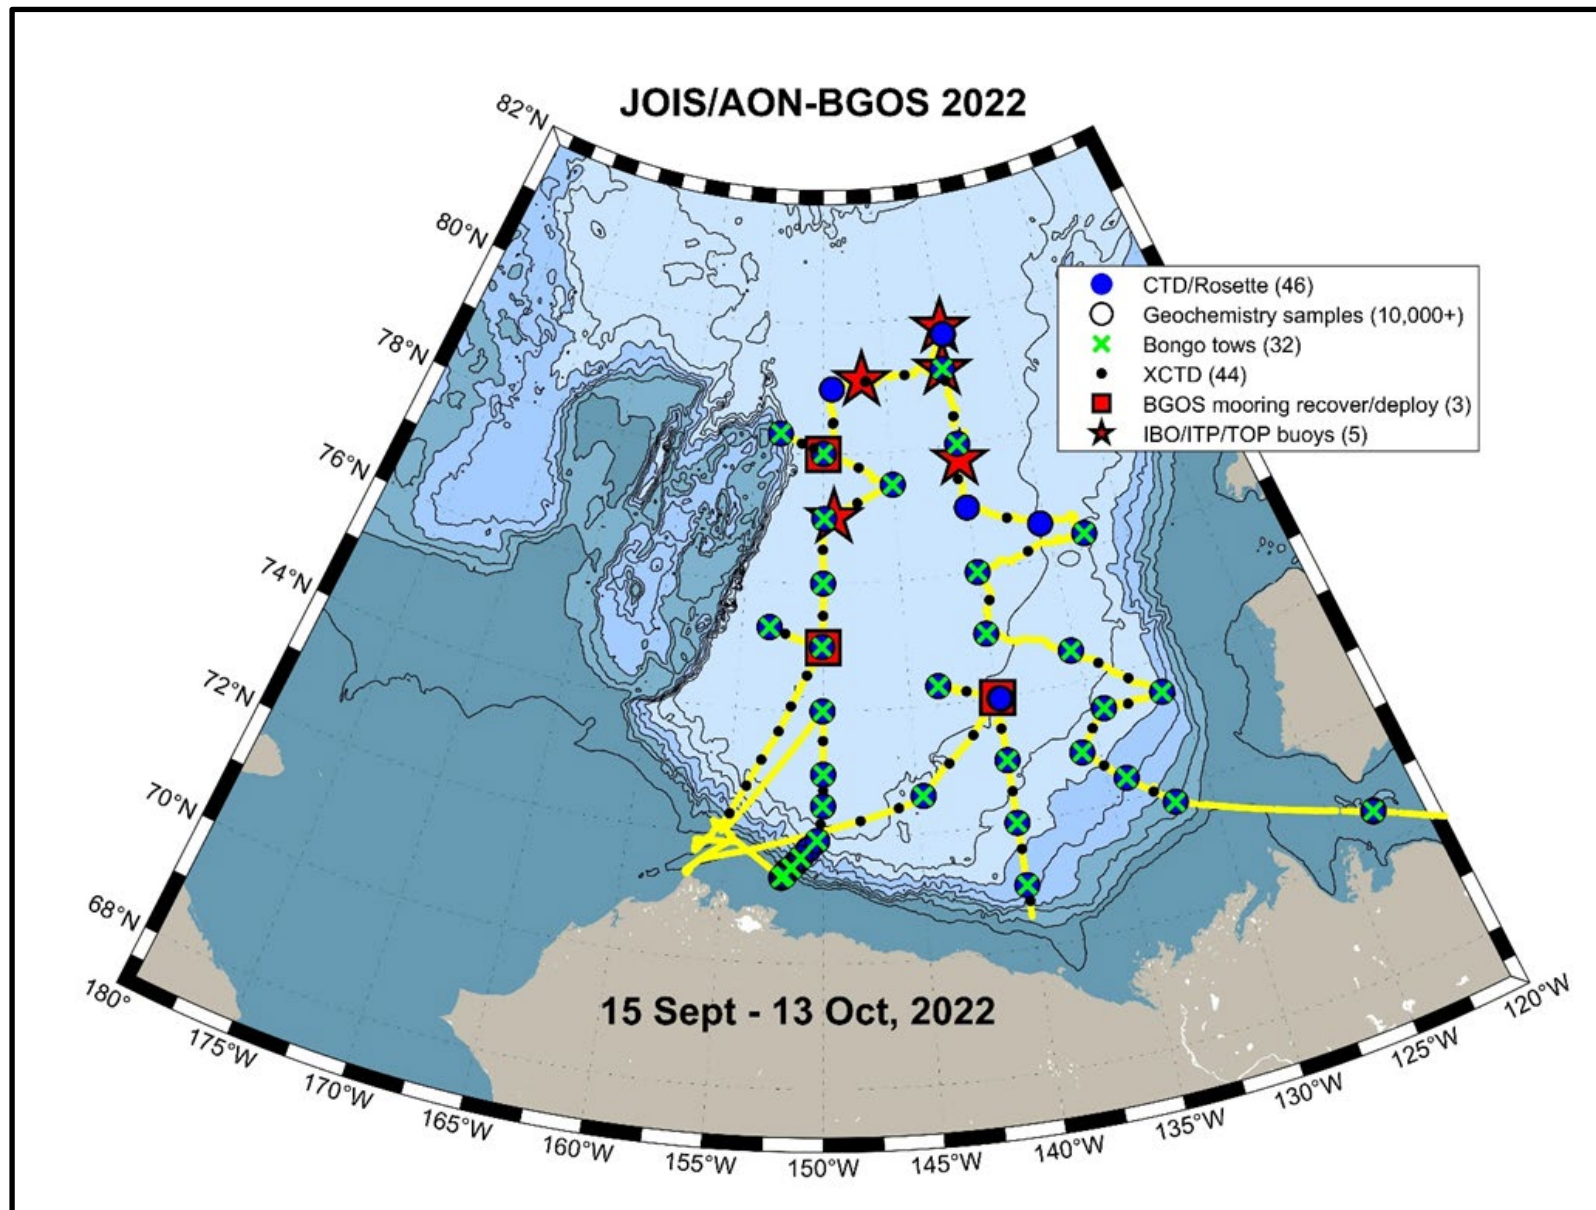 JOIS/AON-BGOS 2022
82°N
80°N
78°N
76°N
74°N
72°N
70°N
68°N
CTD/Rosette (46)
Geochemistry samples (10,000+)
Bongo tows (32)
XCTD (44)
BGOS mooring recover/deploy (3)
IBO/ITP/TOP buoys (5)
15 Sept - 13 Oct, 2022
180°
175°W
170°W
165°W
160°W
155°W
150°W
145°W
140°W
135°W
130°W
125°W
120°W